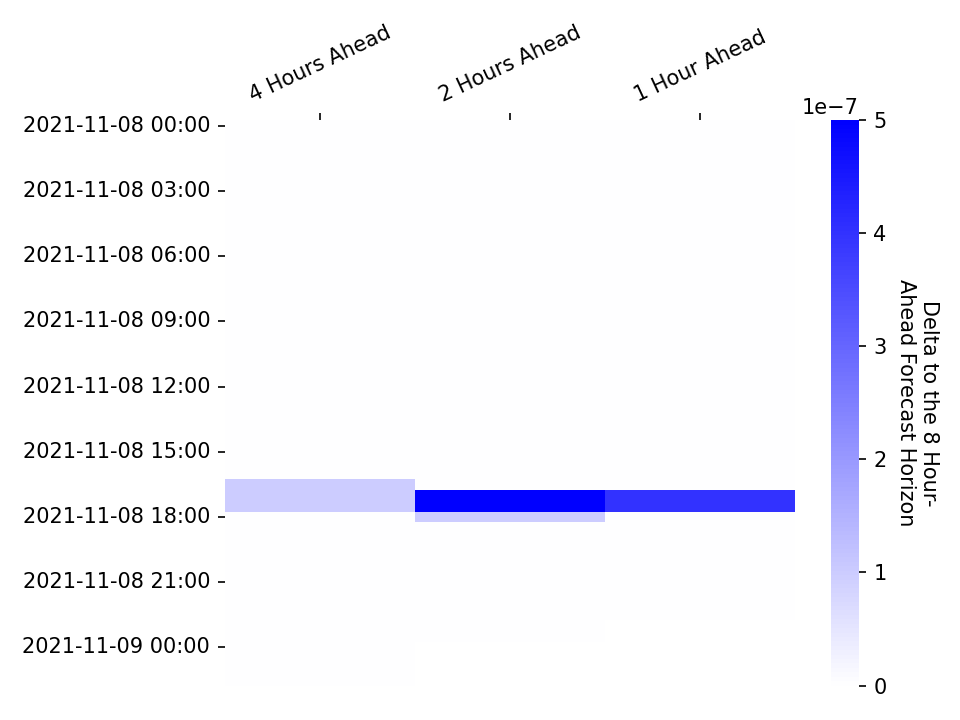 4 Hours Ahead
2 Hours Ahead
1 Hour Ahead
2021-11-08 00:00
2021-11-08 03:00
2021-11-08 06:00
2021-11-08 09:00
2021-11-08 12:00
2021-11-08 15:00
2021-11-08 18:00
2021-11-08 21:00
2021-11-09 00:00
1e−7
5
4
3
2
1
0
Delta to the 8 Hour-
Ahead Forecast Horizon